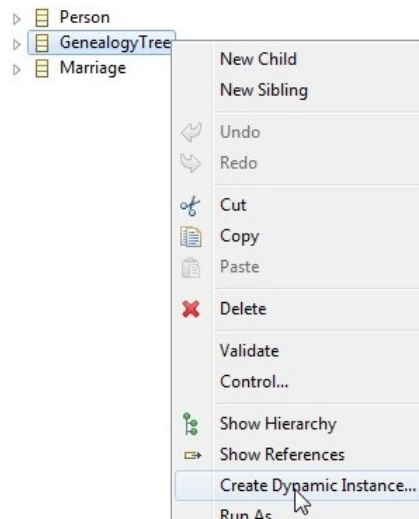 Person
GenealogyTree
Marriage
New Child
New Sibling
Undo
Redo
Cut
Copy
Paste
Delete
Validate
Control...
Show Hierarchy
Show References
Create Dynamic Instance...
Run As